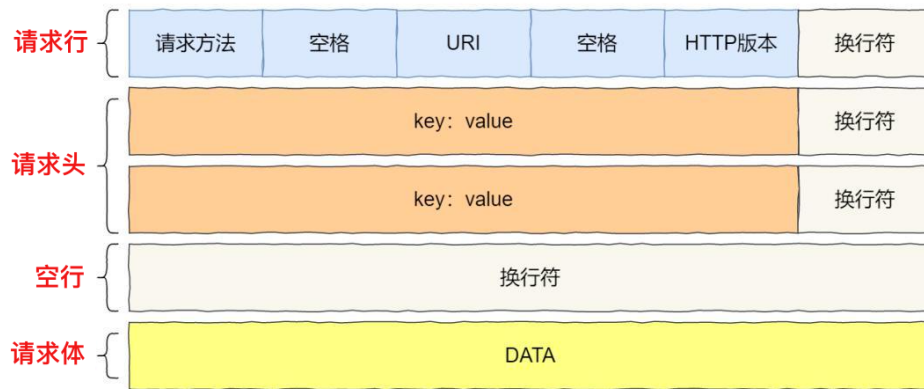 请求行 请求方法 空格 URI 空格 HTTP版本 换行符
key：value 换行符
请求头
key：value 换行符
空行 换行符
请求体 DATA